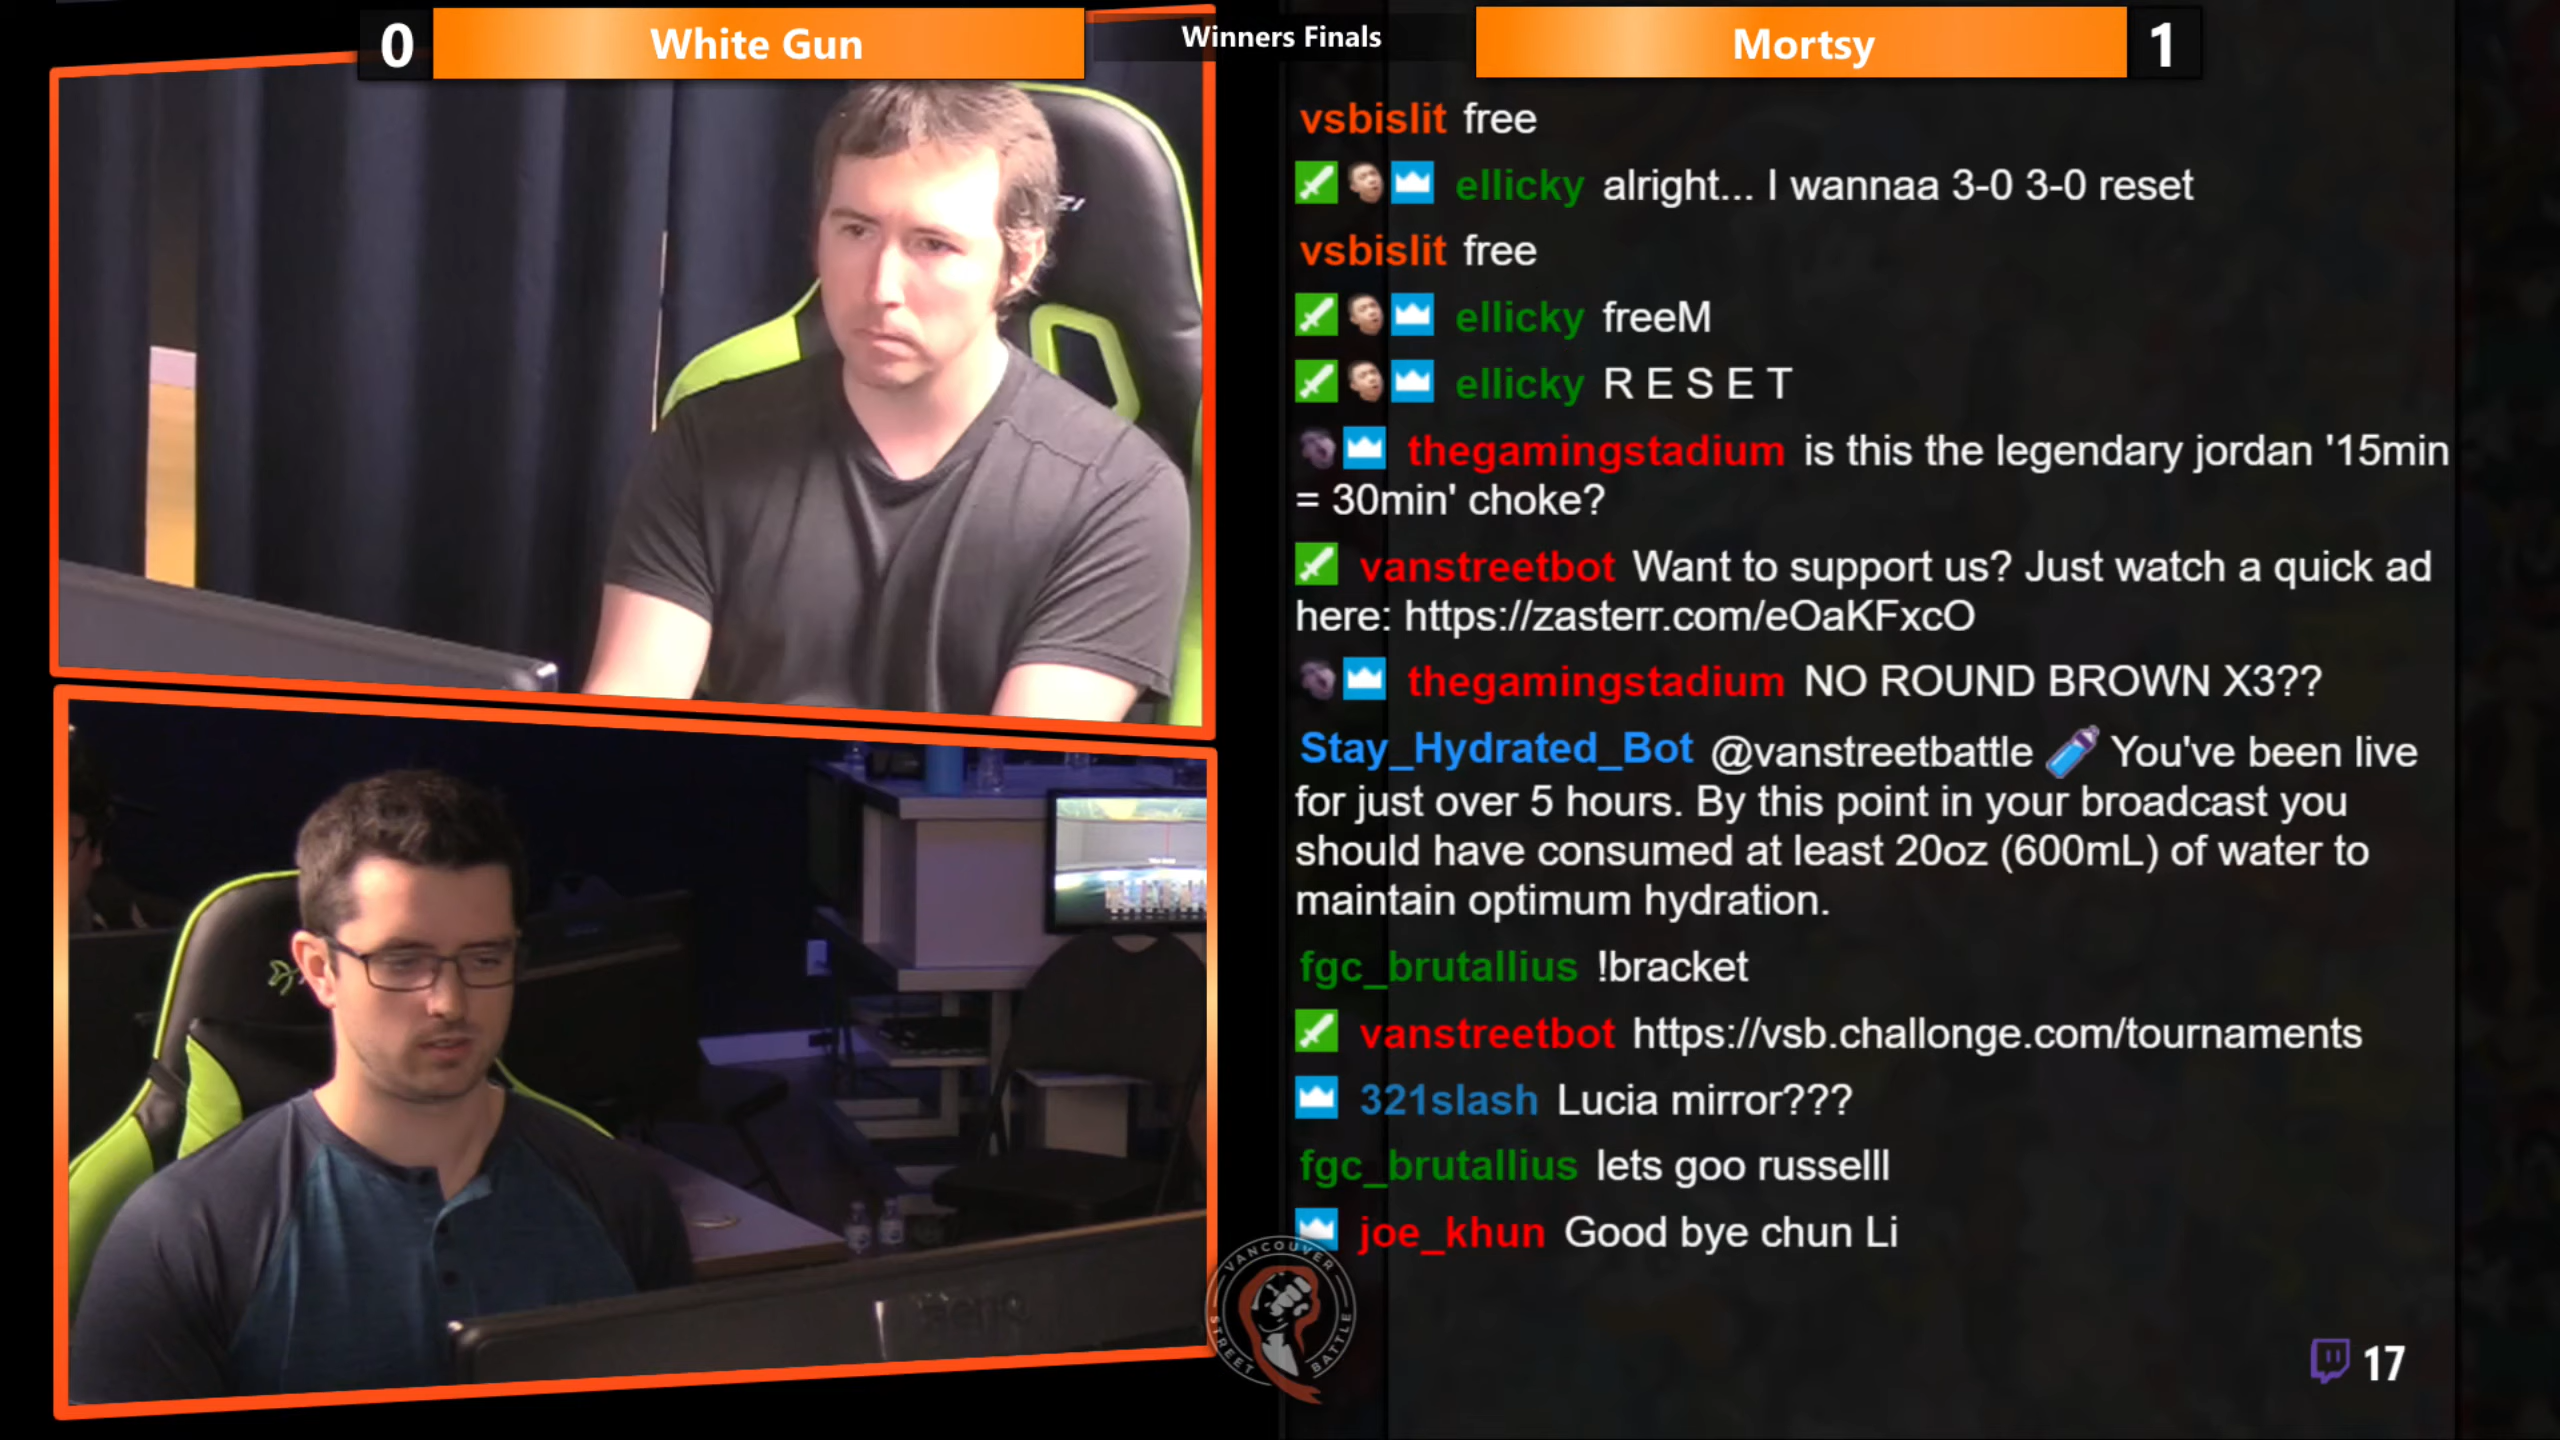 0 White Gun Winners Finals Mortsy 1
vsbislit free
ellicky alright... I wannaa 3-0 3-0 reset
vsbislit free
ellicky freeM
ellicky R E S E T
thegamingstadium is this the legendary jordan '15min
= 30min' choke?
vanstreetbot Want to support us? Just watch a quick ad
here: https://zasterr.com/eOaKFxcO
thegamingstadium NO ROUND BROWN X3??
Stay_Hydrated_Bot @vanstreetbattle You've been live
for just over 5 hours. By this point in your broadcast you
should have consumed at least 20oz (600mL) of water to
maintain optimum hydration.
fgc_brutallius !bracket
vanstreetbot https://vsb.challonge.com/tournaments
321slash Lucia mirror???
fgc_brutallius lets goo russelll
joe_khun Good bye chun Li
VANCOUVER
STREET BATTLE
17